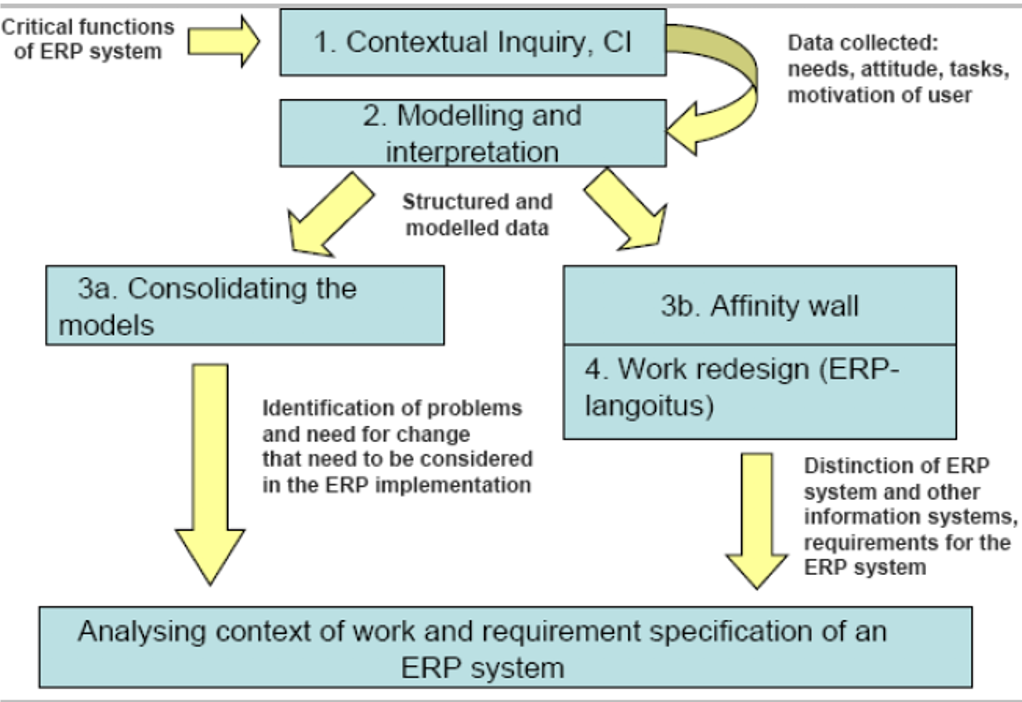 Critical functions
of ERP system
1. Contextual Inquiry, CI
Data collected:
needs, attitude, tasks,
motivation of user
2. Modelling and
interpretation
Structured and
modelled data
3a. Consolidating the
models
3b. Affinity wall
4. Work redesign (ERP-
langoitus)
Identification of problems
and need for change
that need to be considered
in the ERP implementation
Distinction of ERP
system and other
information systems,
requirements for the
ERP system
Analysing context of work and requirement specification of an
ERP system